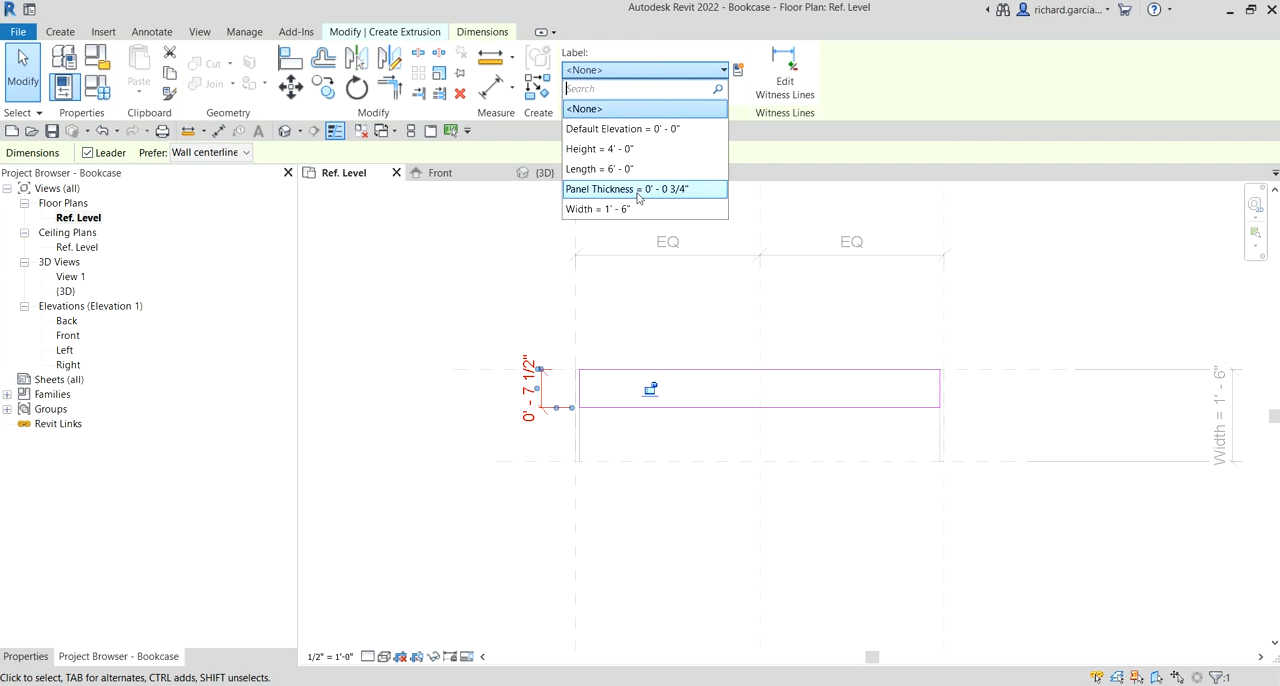 Autodesk Revit 2022 - Bookcase - Floor Plan: Ref. Level
richard.garcia...
File Create Insert Annotate View Manage Add-Ins Modify | Create Extrusion Dimensions
Modify
Paste
Cut
Join
Label:
<None>
Search
<None>
Default Elevation = 0' - 0"
Height = 4' - 0"
Length = 6' - 0"
Panel Thickness = 0' - 0 3/4"
Width = 1' - 6"
Edit
Witness Lines
Select Properties Clipboard Geometry Modify Measure Create Witness Lines
Dimensions Leader Prefer: Wall centerline
Project Browser - Bookcase
Ref. Level Front {3D}
Views (all)
Floor Plans
Ref. Level
Ceiling Plans
Ref. Level
3D Views
View 1
{3D}
Elevations (Elevation 1)
Back
Front
Left
Right
Sheets (all)
Families
Groups
Revit Links
EQ EQ
0' - 7 1/2"
Width = 1' - 6"
Properties Project Browser - Bookcase
1/2" = 1'-0"
Click to select, TAB for alternates, CTRL adds, SHIFT unselects.
:1